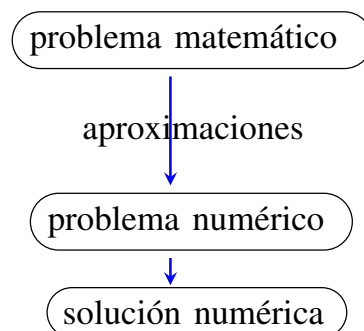 problema matemático
aproximaciones
problema numérico
solución numérica